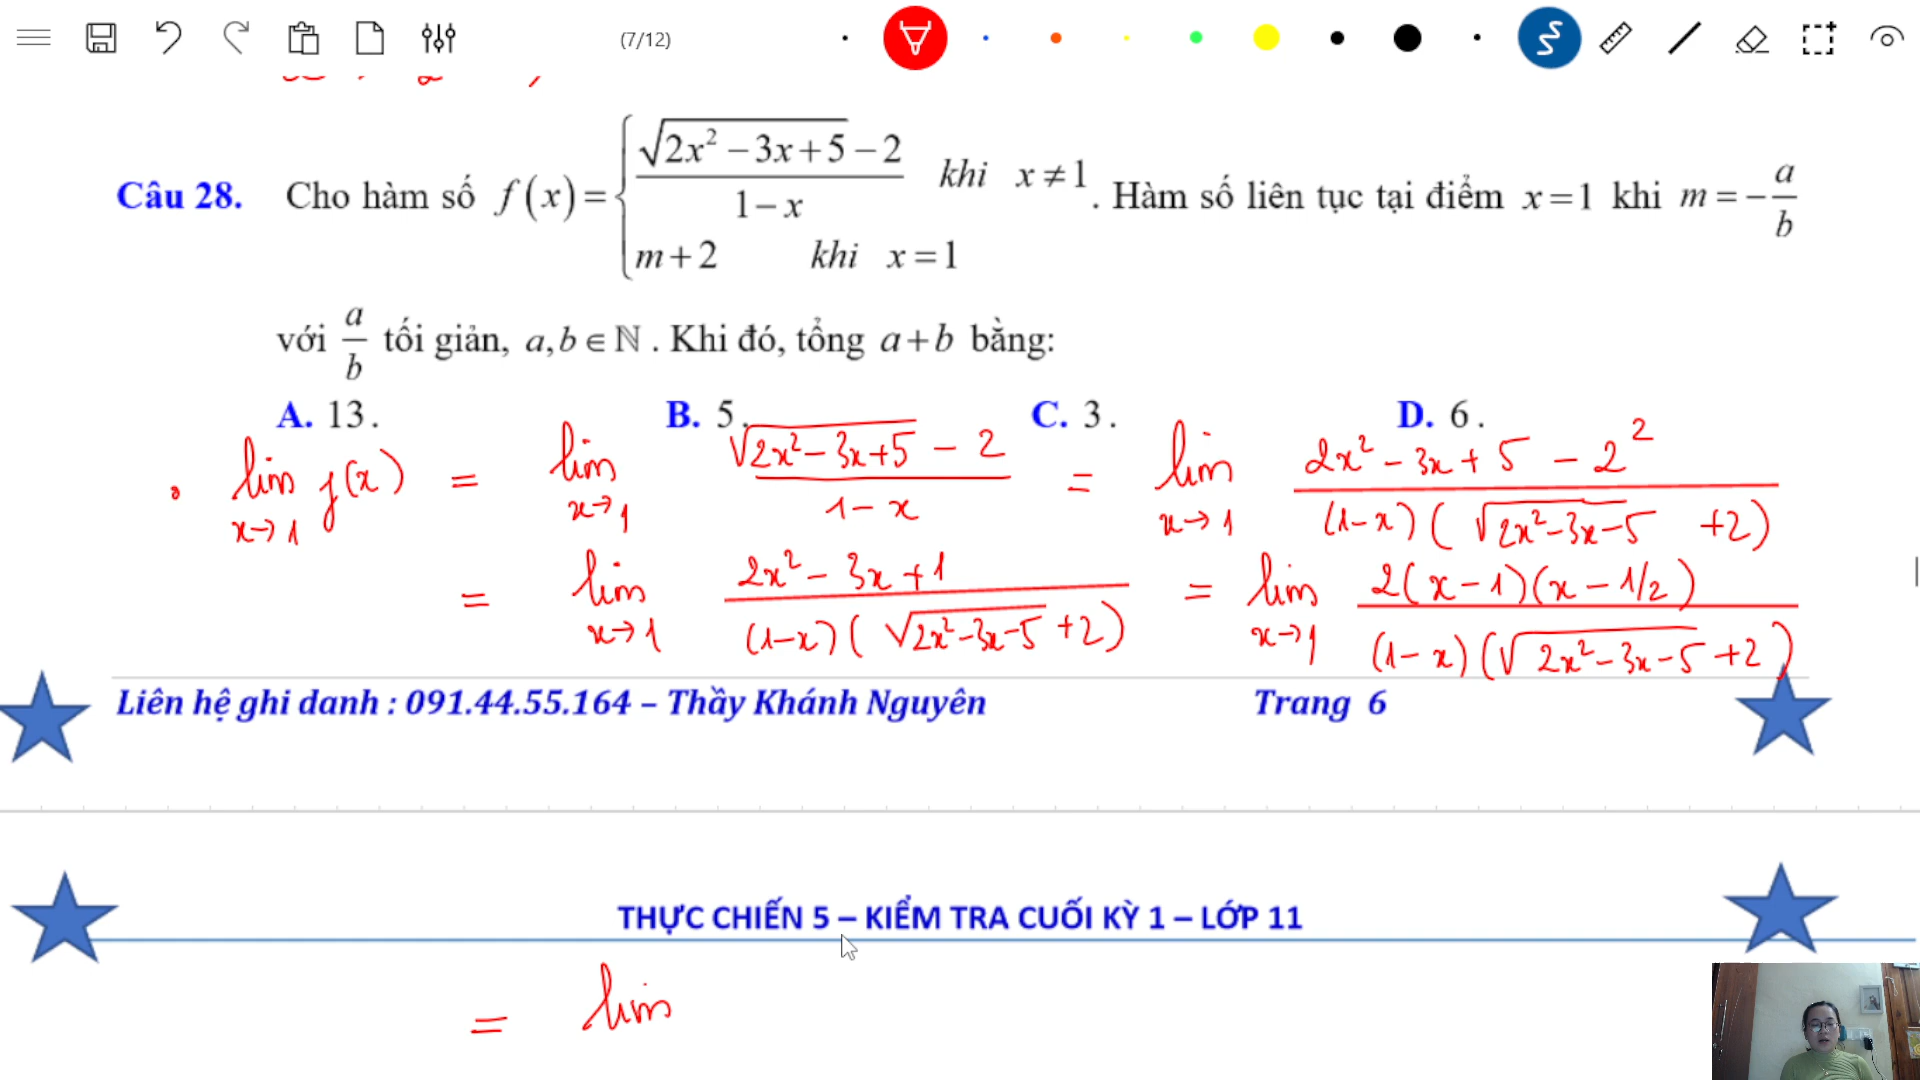 (7/12)
Câu 28. Cho hàm số f(x) = { (√(2x² − 3x + 5) − 2)/(1 − x) khi x ≠ 1 ; m + 2 khi x = 1 . Hàm số liên tục tại điểm x = 1 khi m = −a/b
với a/b tối giản, a, b ∈ ℕ . Khi đó, tổng a + b bằng:
A. 13. B. 5. C. 3. D. 6.
• lim x→1 f(x) = lim x→1 (√(2x² − 3x + 5) − 2)/(1 − x) = lim x→1 (2x² − 3x + 5 − 2²)/((1 − x)(√(2x² − 3x − 5) + 2))
= lim x→1 (2x² − 3x + 1)/((1 − x)(√(2x² − 3x − 5) + 2)) = lim x→1 (2(x − 1)(x − 1/2))/((1 − x)(√(2x² − 3x − 5) + 2))
Liên hệ ghi danh : 091.44.55.164 – Thầy Khánh Nguyên Trang 6
THỰC CHIẾN 5 – KIỂM TRA CUỐI KỲ 1 – LỚP 11
= lim